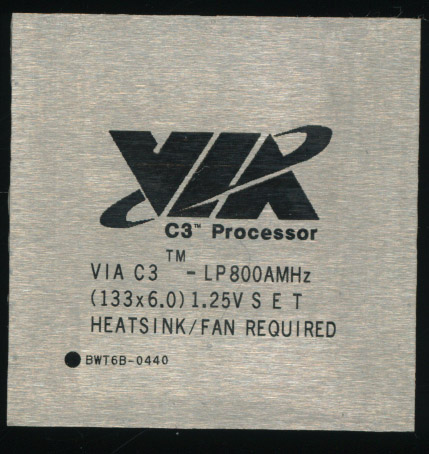 VIA
C3™ Processor
VIA C3™-LP800AMHz
(133x6.0)1.25V S E T
HEATSINK/FAN REQUIRED
BWT6B-0440